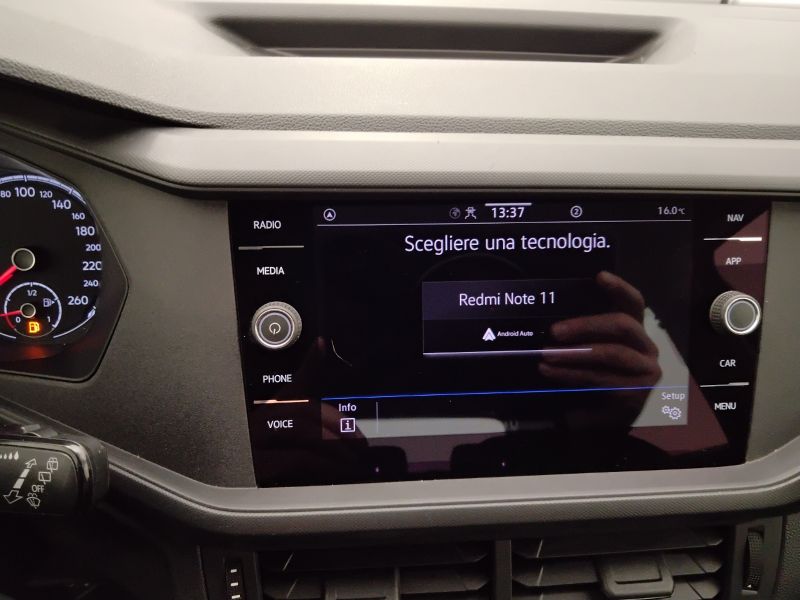 80 100 120
140
180
200
220
240
260
1/2
0 1
OFF
RADIO
MEDIA
PHONE
VOICE
13:37
2
16.0°C
Scegliere una tecnologia.
Redmi Note 11
Android Auto
Info
i
Setup
NAV
APP
CAR
MENU